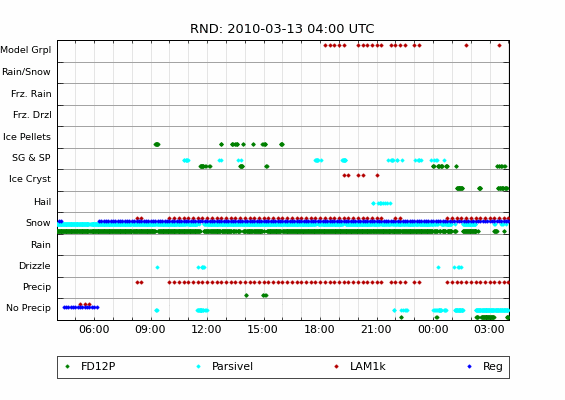 RND: 2010-03-13 04:00 UTC
Model Grpl
Rain/Snow
Frz. Rain
Frz. Drzl
Ice Pellets
SG & SP
Ice Cryst
Hail
Snow
Rain
Drizzle
Precip
No Precip
06:00 09:00 12:00 15:00 18:00 21:00 00:00 03:00
FD12P Parsivel LAM1k Reg